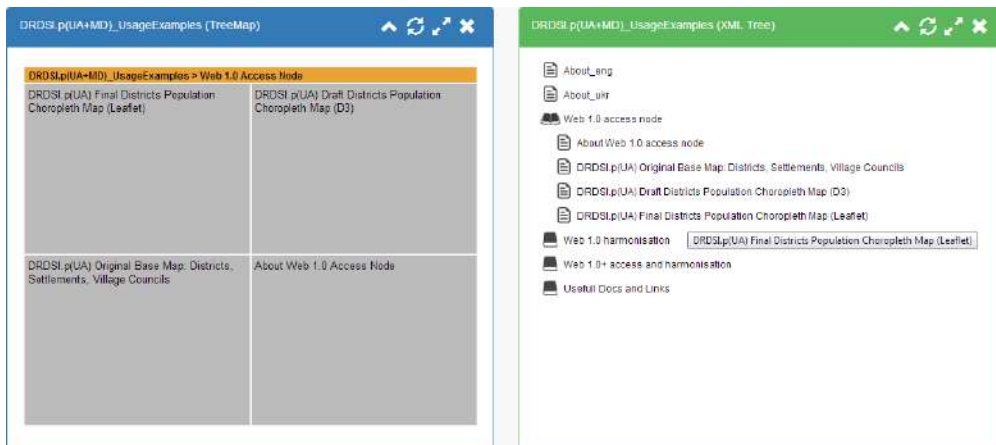 DRDSI.p(UA+MD)_UsageExamples (TreeMap)
DRDSI.p(UA+MD)_UsageExamples > Web 1.0 Access Node
DRDSI.p(UA) Final Districts Population
Choropleth Map (Leaflet)
DRDSI.p(UA) Draft Districts Population
Choropleth Map (D3)
DRDSI.p(UA) Original Base Map: Districts,
Settlements, Village Councils
About Web 1.0 Access Node
DRDSI.p(UA+MD)_UsageExamples (XML Tree)
About_eng
About_ukr
Web 1.0 access node
About Web 1.0 access node
DRDSI.p(UA) Original Base Map: Districts, Settlements, Village Councils
DRDSI.p(UA) Draft Districts Population Choropleth Map (D3)
DRDSI.p(UA) Final Districts Population Choropleth Map (Leaflet)
Web 1.0 harmonisation
DRDSI.p(UA) Final Districts Population Choropleth Map (Leaflet)
Web 1.0+ access and harmonisation
Usefull Docs and Links